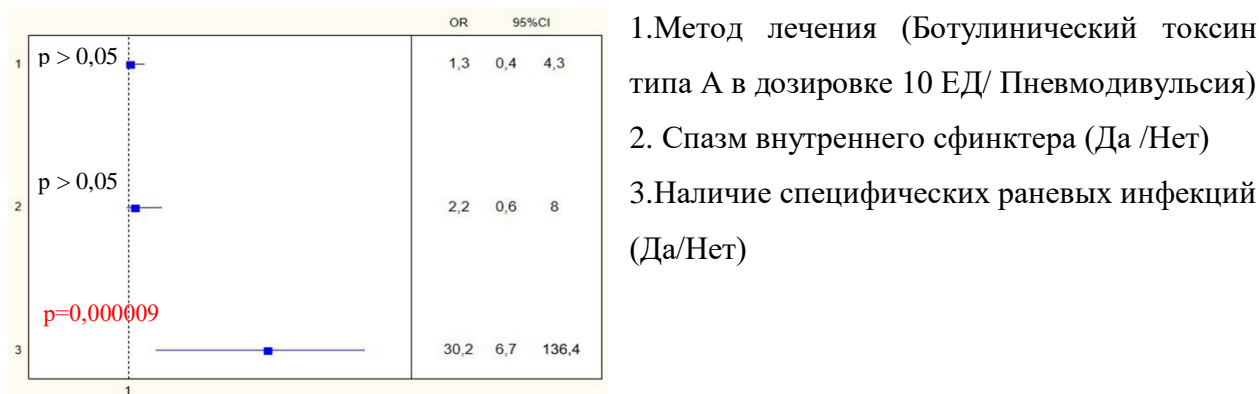 OR 95%CI
1 p > 0,05 1,3 0,4 4,3
2 p > 0,05 2,2 0,6 8
p=0,000009
3 30,2 6,7 136,4
1
1.Метод лечения (Ботулинический токсин
типа А в дозировке 10 ЕД/ Пневмодивульсия)
2. Спазм внутреннего сфинктера (Да /Нет)
3.Наличие специфических раневых инфекций
(Да/Нет)